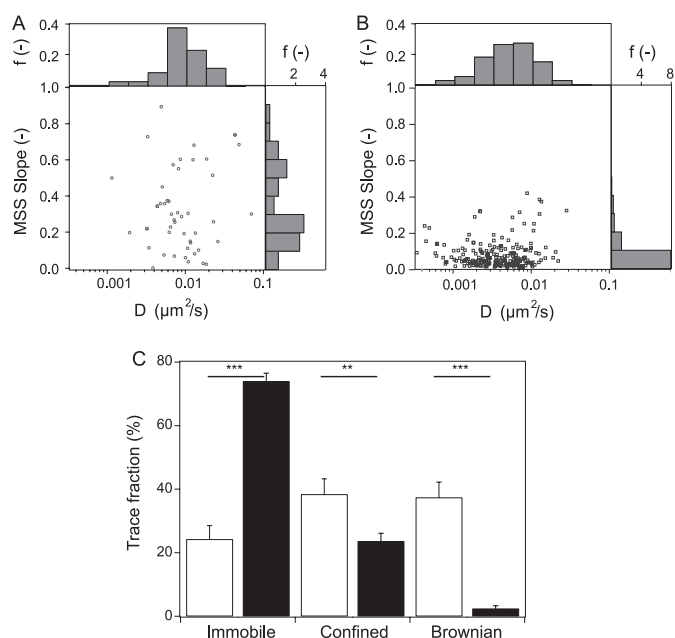 A
f (-)
0.4
0.2
0.0
f (-)
2 4
MSS Slope (-)
1.0
0.8
0.6
0.4
0.2
0.0
0.001 0.01 0.1
D (µm²/s)
B
f (-)
0.4
0.2
0.0
f (-)
4 8
MSS Slope (-)
1.0
0.8
0.6
0.4
0.2
0.0
0.001 0.01 0.1
D (µm²/s)
C
Trace fraction (%)
80
60
40
20
0
*** ** ***
Immobile Confined Brownian